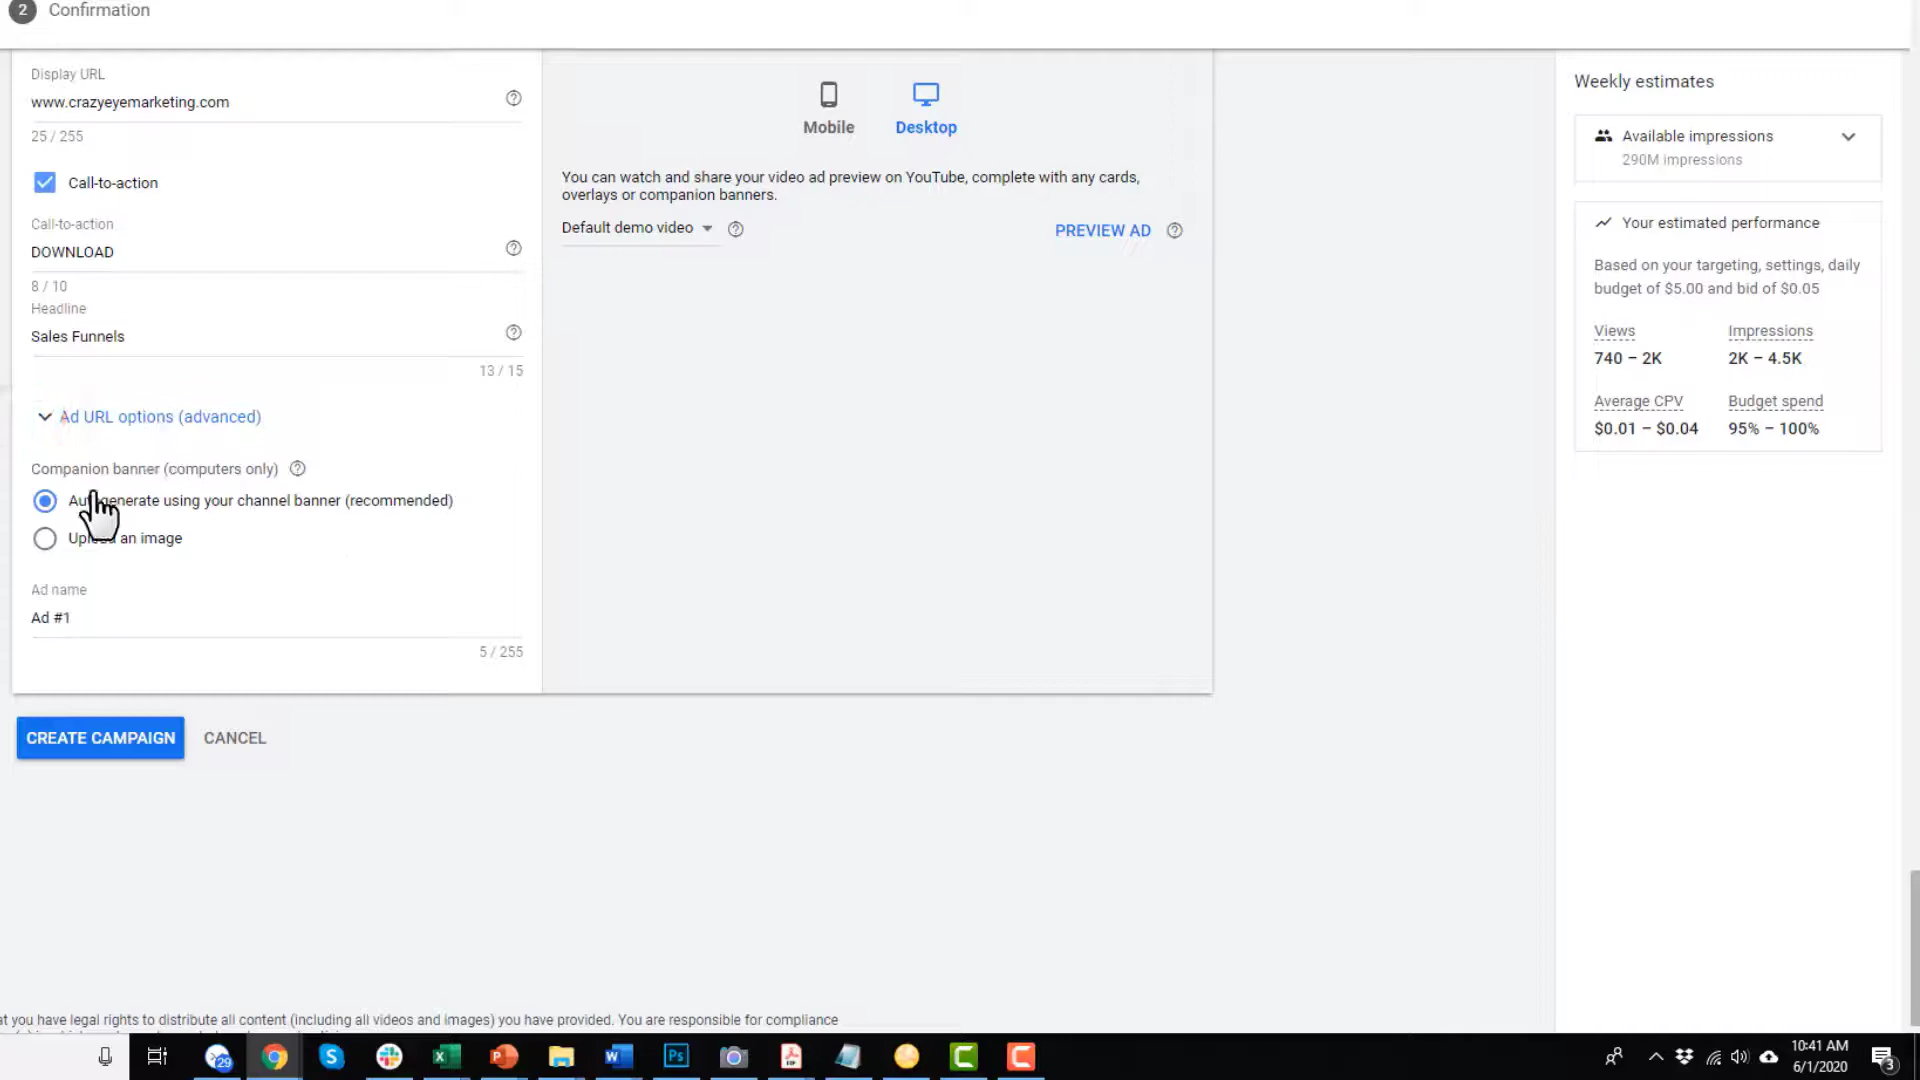 2 Confirmation
Display URL
www.crazyeyemarketing.com
25 / 255
Call-to-action
Call-to-action
DOWNLOAD
8 / 10
Headline
Sales Funnels
13 / 15
Ad URL options (advanced)
Companion banner (computers only)
generate using your channel banner (recommended)
an image
Ad name
Ad #1
5 / 255
CREATE CAMPAIGN
CANCEL
Mobile
Desktop
You can watch and share your video ad preview on YouTube, complete with any cards,
overlays or companion banners.
Default demo video
PREVIEW AD
Weekly estimates
Available impressions
290M impressions
Your estimated performance
Based on your targeting, settings, daily
budget of $5.00 and bid of $0.05
Views
Impressions
740 – 2K
2K – 4.5K
Average CPV
Budget spend
$0.01 – $0.04
95% – 100%
at you have legal rights to distribute all content (including all videos and images) you have provided. You are responsible for compliance
29
10:41 AM
6/1/2020
3